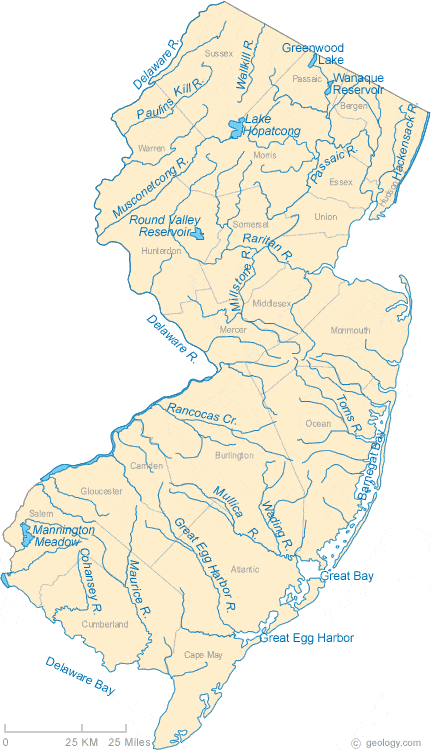 Delaware R.
Sussex
Wallkill R.
Greenwood
Lake
Passaic
Wanaque
Reservoir
Paulins Kill R.
Bergen
Hackensack R.
Lake
Hopatcong
Warren
Morris
Passaic R.
Musconetcong R.
Essex
Hudson
Round Valley
Reservoir
Somerset
Union
Raritan R.
Hunterdon
Millstone R.
Middlesex
Delaware R.
Mercer
Monmouth
Rancocas Cr.
Toms R.
Ocean
Burlington
Barnegat Bay
Camden
Gloucester
Mullica R.
Wading R.
Salem
Mannington
Meadow
Great Egg Harbor R.
Cohansey R.
Maurice R.
Atlantic
Great Bay
Cumberland
Great Egg Harbor
Cape May
Delaware Bay
0 25 KM 25 Miles
© geology.com